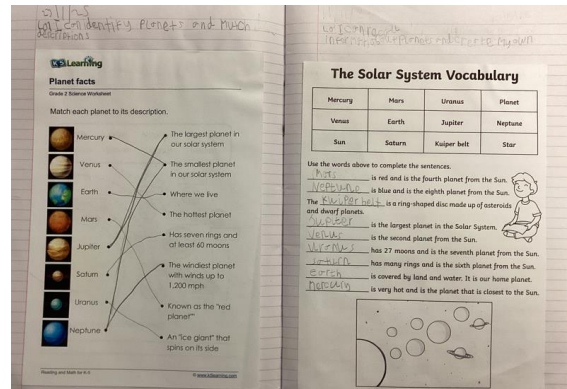 LO I can identify planets and match
descriptions
K5 Learning
Planet facts
Grade 2 Science Worksheet
Match each planet to its description.
Mercury
Venus
Earth
Mars
Jupiter
Saturn
Uranus
Neptune
The largest planet in
our solar system
The smallest planet
in our solar system
Where we live
The hottest planet
Has seven rings and
at least 60 moons
The windiest planet
with winds up to
1,200 mph
Known as the "red
planet"
An "ice giant" that
spins on its side
Reading and Math for K-5
© www.k5learning.com
The Solar System Vocabulary
Mercury Mars Uranus Planet
Venus Earth Jupiter Neptune
Sun Saturn Kuiper belt Star
Use the words above to complete the sentences.
Mars is red and is the fourth planet from the Sun.
Neptune is blue and is the eighth planet from the Sun.
The Kuiper belt is a ring-shaped disc made up of asteroids
and dwarf planets.
Jupiter is the largest planet in the Solar System.
Venus is the second planet from the Sun.
Uranus has 27 moons and is the seventh planet from the Sun.
Saturn has many rings and is the sixth planet from the Sun.
earth is covered by land and water. It is our home planet.
is very hot and is the planet that is closest to the Sun.